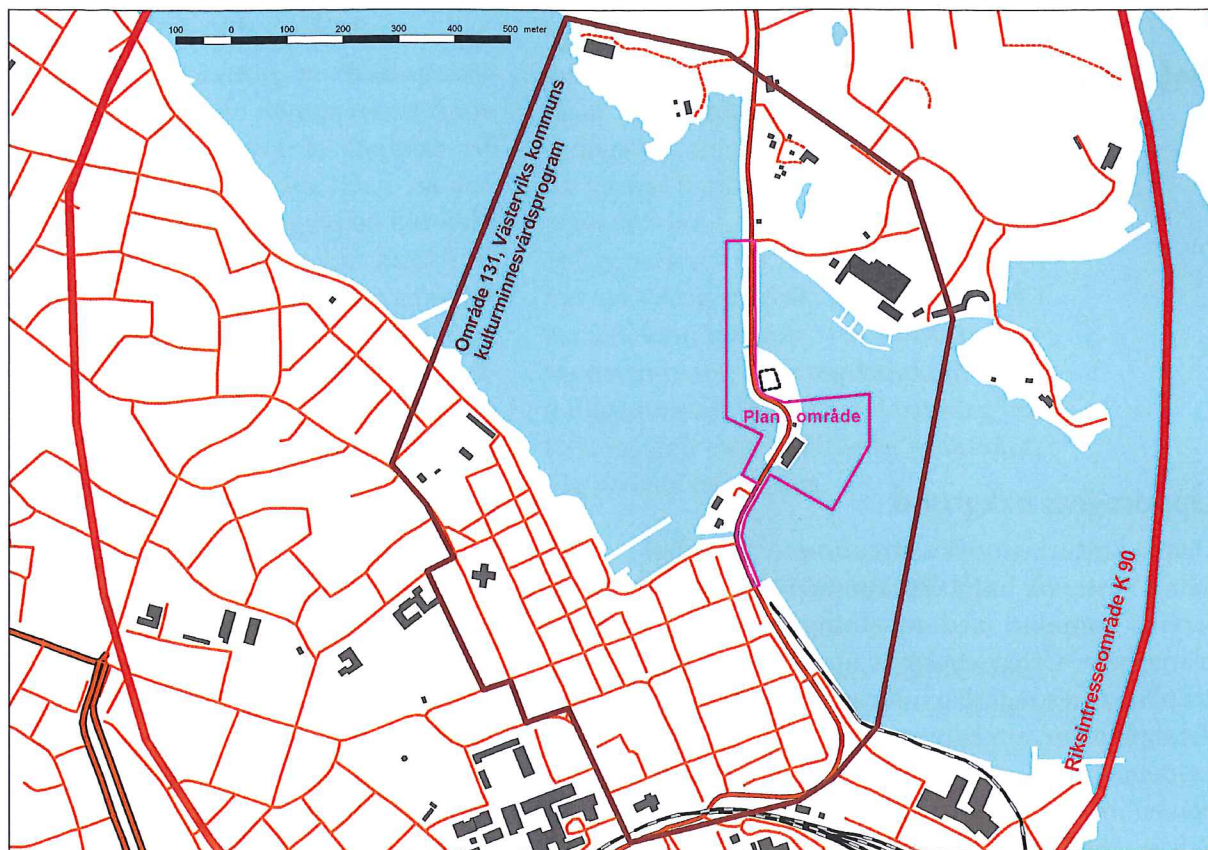 100 0 100 200 300 400 500 meter
Område 131, Västerviks kommuns
kulturminnesvårdsprogram
Plan område
Riksintresseområde K 90